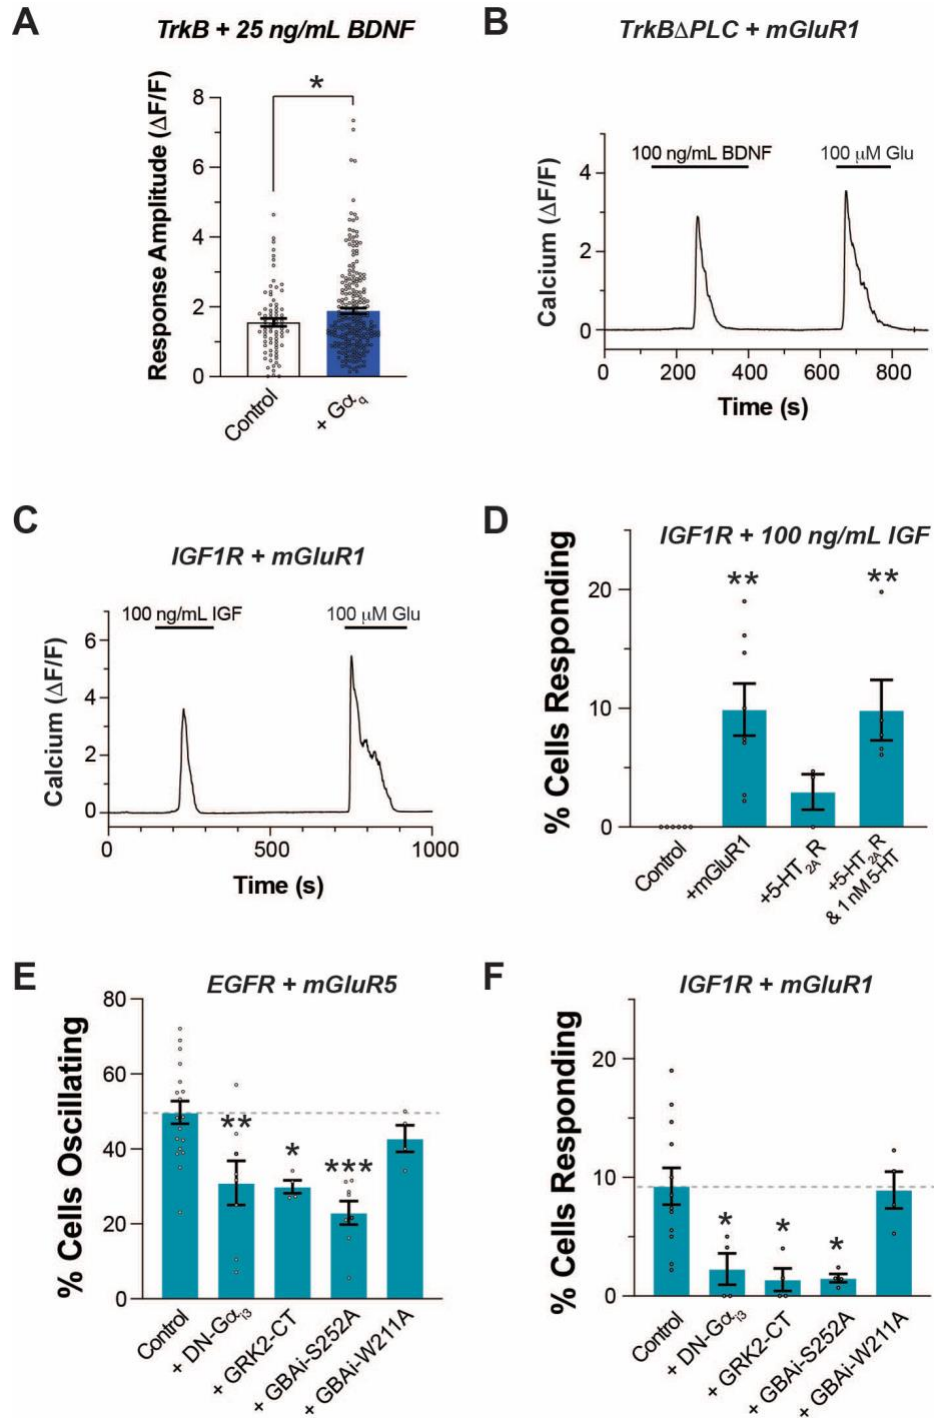 A
TrkB + 25 ng/mL BDNF
Response Amplitude (ΔF/F)
8
6
4
2
0
*
Control
+ Gαq
B
TrkBΔPLC + mGluR1
100 ng/mL BDNF
100 μM Glu
Calcium (ΔF/F)
4
2
0
0 200 400 600 800
Time (s)
C
IGF1R + mGluR1
100 ng/mL IGF
100 μM Glu
Calcium (ΔF/F)
6
4
2
0
0 500 1000
Time (s)
D
IGF1R + 100 ng/mL IGF
% Cells Responding
20
10
0
**
**
Control
+mGluR1
+5-HT2AR
+5-HT2AR
& 1 nM 5-HT
E
EGFR + mGluR5
% Cells Oscillating
80
60
40
20
0
**
*
***
Control
+ DN-Gαi3
+ GRK2-CT
+ GBAi-S252A
+ GBAi-W211A
F
IGF1R + mGluR1
% Cells Responding
20
10
0
*
*
*
Control
+ DN-Gαi3
+ GRK2-CT
+ GBAi-S252A
+ GBAi-W211A